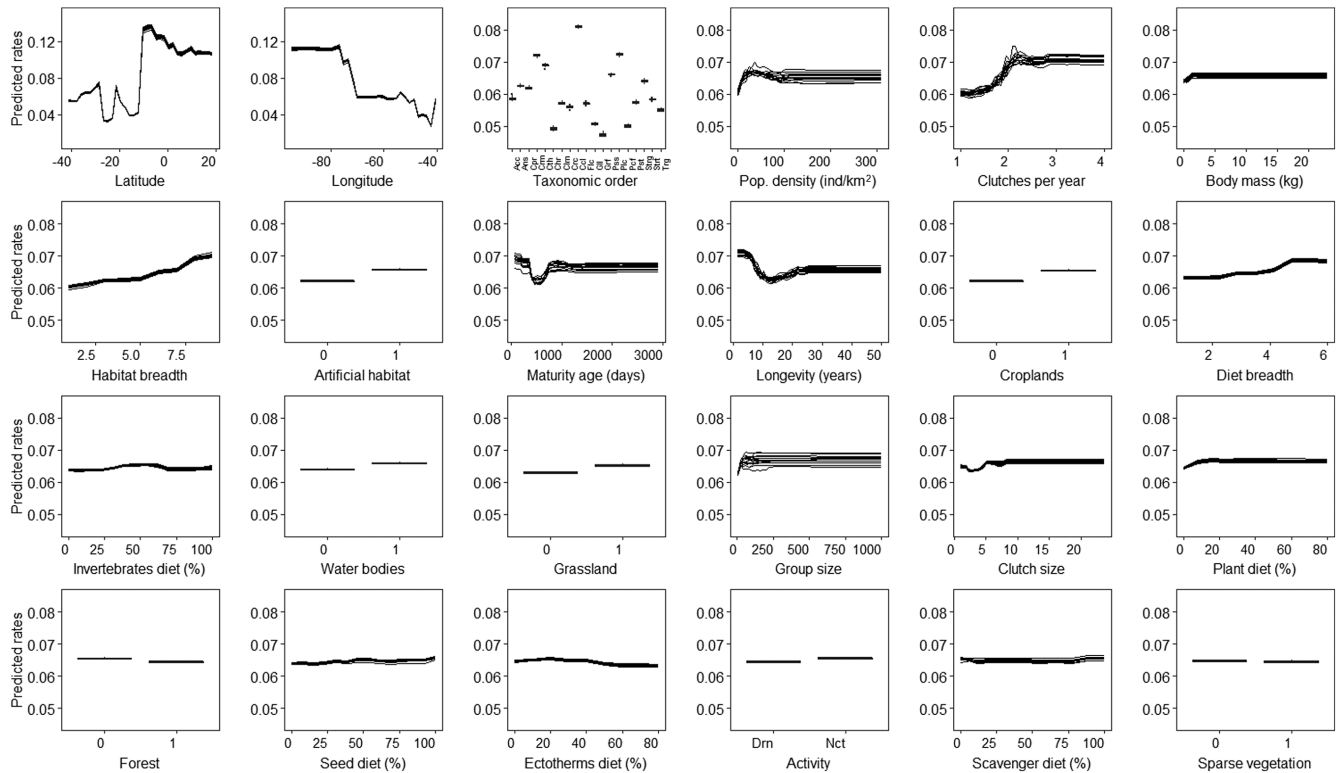 Predicted rates
0.12
0.08
0.04
-40 -20 0 20
Latitude
0.12
0.08
0.04
-80 -60 -40
Longitude
0.08
0.07
0.06
0.05
Acc Ans Cpr Chr Clm Crc Ccl Flc Gll Grf Pss Plc Pcf Pst Strg Strt Trg
Taxonomic order
0.08
0.07
0.06
0.05
0 100 200 300
Pop. density (ind/km²)
0.08
0.07
0.06
0.05
1 2 3 4
Clutches per year
0.08
0.07
0.06
0.05
0 5 10 15 20
Body mass (kg)
Predicted rates
0.08
0.07
0.06
0.05
2.5 5.0 7.5
Habitat breadth
0.08
0.07
0.06
0.05
0 1
Artificial habitat
0.08
0.07
0.06
0.05
0 1000 2000 3000
Maturity age (days)
0.08
0.07
0.06
0.05
0 10 20 30 40 50
Longevity (years)
0.08
0.07
0.06
0.05
0 1
Croplands
0.08
0.07
0.06
0.05
2 4 6
Diet breadth
Predicted rates
0.08
0.07
0.06
0.05
0 25 50 75 100
Invertebrates diet (%)
0.08
0.07
0.06
0.05
0 1
Water bodies
0.08
0.07
0.06
0.05
0 1
Grassland
0.08
0.07
0.06
0.05
0 250 500 750 1000
Group size
0.08
0.07
0.06
0.05
0 5 10 15 20
Clutch size
0.08
0.07
0.06
0.05
0 20 40 60 80
Plant diet (%)
Predicted rates
0.08
0.07
0.06
0.05
0 1
Forest
0.08
0.07
0.06
0.05
0 25 50 75 100
Seed diet (%)
0.08
0.07
0.06
0.05
0 20 40 60 80
Ectotherms diet (%)
0.08
0.07
0.06
0.05
Drn Nct
Activity
0.08
0.07
0.06
0.05
0 25 50 75 100
Scavenger diet (%)
0.08
0.07
0.06
0.05
0 1
Sparse vegetation